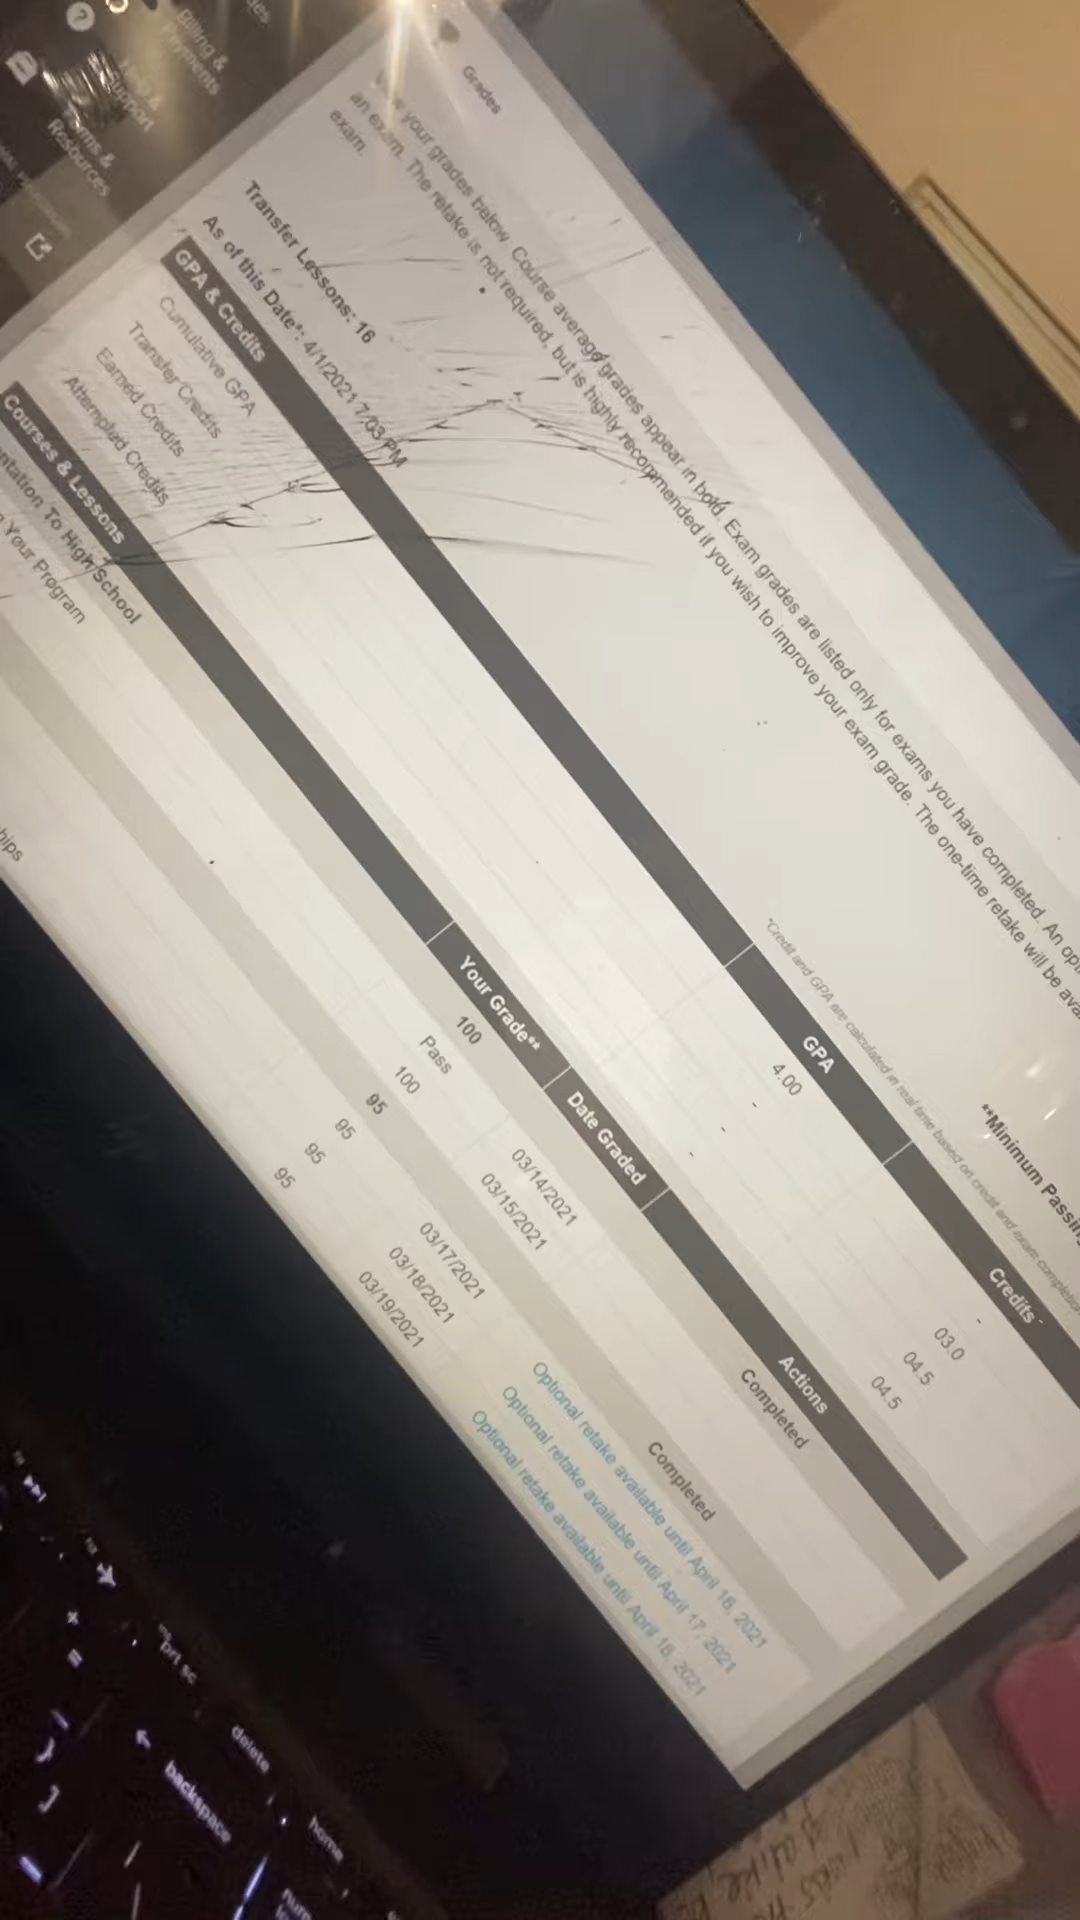 Billing &
Payments
Help &
Support
Forms &
Resources
Grades
your grades below. Course average grades appear in bold. Exam grades are listed only for exams you have completed. An
an exam. The retake is not required, but is highly recommended if you wish to improve your exam grade. The one-time retake will be
exam.
**Minimum
Transfer Lessons: 16
As of this Date*: 4/1/2021 7:03 PM
*Credit and GPA are calculated in real time based on credit and exam
GPA & Credits GPA Credits
Cumulative GPA 4.00
Transfer Credits 03.0
Earned Credits 04.5
Attempted Credits 04.5
Courses & Lessons Your Grade** Date Graded Actions
To High School 100 Completed
Your Program Pass 03/14/2021
100 03/15/2021
95 Completed
95 03/17/2021 Optional retake available until April 16, 2021
95 03/18/2021 Optional retake available until April 17, 2021
95 03/19/2021 Optional retake available until April 18, 2021
prt sc
delete
home
+
=
}
]
backspace
num